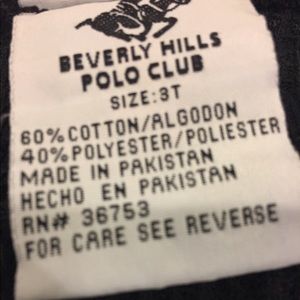 BEVERLY HILLS
POLO CLUB
SIZE:3T
60% COTTON/ALGODON
40% POLYESTER/POLIESTER
MADE IN PAKISTAN
HECHO EN PAKISTAN
RN# 36753
FOR CARE SEE REVERSE